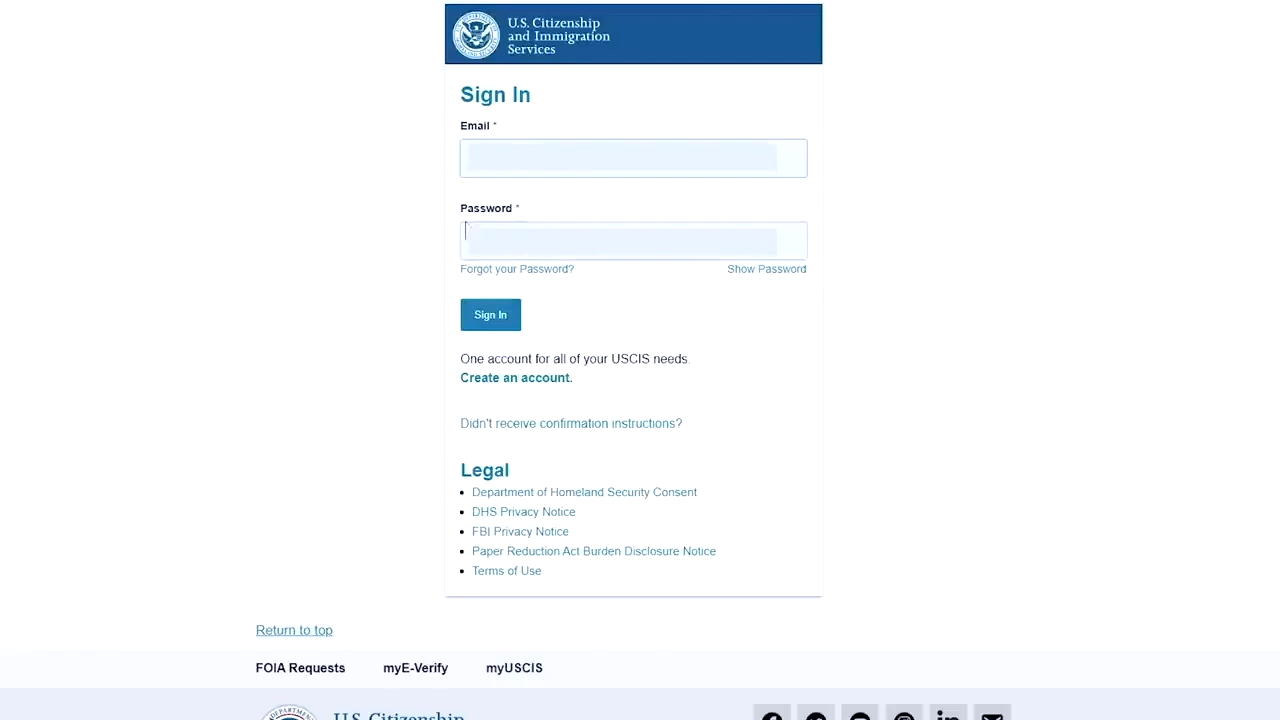 U.S. Citizenship
and Immigration
Services
Sign In
Email *
Password *
Forgot your Password? Show Password
Sign In
One account for all of your USCIS needs.
Create an account.
Didn't receive confirmation instructions?
Legal
Department of Homeland Security Consent
DHS Privacy Notice
FBI Privacy Notice
Paper Reduction Act Burden Disclosure Notice
Terms of Use
Return to top
FOIA Requests myE-Verify myUSCIS
U.S. Citizenship